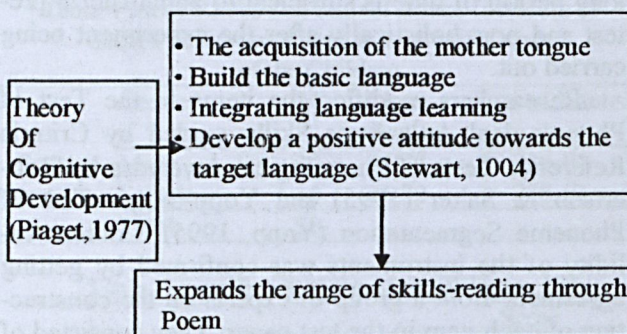 • The acquisition of the mother tongue
• Build the basic language
• Integrating language learning
• Develop a positive attitude towards the
target language (Stewart, 1004)
Theory
Of
Cognitive
Development
(Piaget,1977)
Expands the range of skills-reading through
Poem